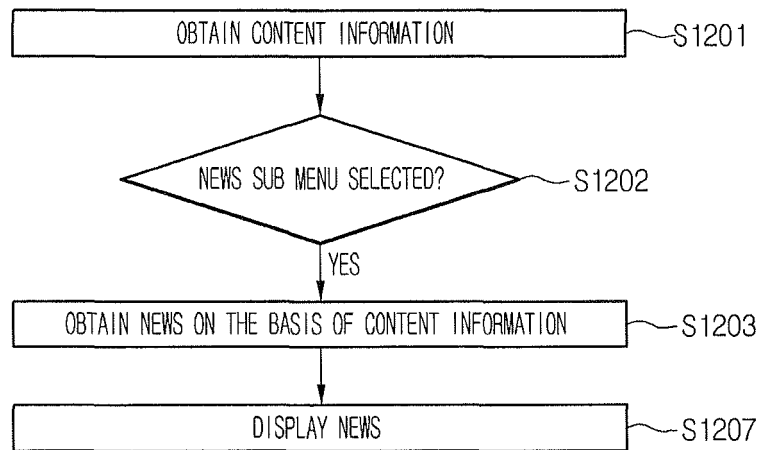 OBTAIN CONTENT INFORMATION
S1201
NEWS SUB MENU SELECTED?
S1202
YES
OBTAIN NEWS ON THE BASIS OF CONTENT INFORMATION
S1203
DISPLAY NEWS
S1207